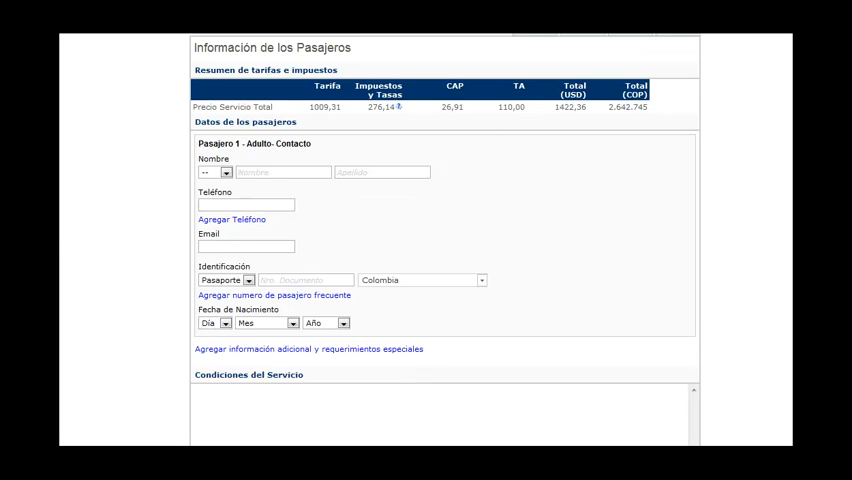 Información de los Pasajeros
Resumen de tarifas e impuestos
Tarifa Impuestos y Tasas CAP TA Total (USD) Total (COP)
Precio Servicio Total 1009,31 276,14 26,91 110,00 1422,36 2.642.745
Datos de los pasajeros
Pasajero 1 - Adulto- Contacto
Nombre
-- Nombre Apellido
Teléfono
Agregar Teléfono
Email
Identificación
Pasaporte Nro. Documento Colombia
Agregar numero de pasajero frecuente
Fecha de Nacimiento
Día Mes Año
Agregar información adicional y requerimientos especiales
Condiciones del Servicio